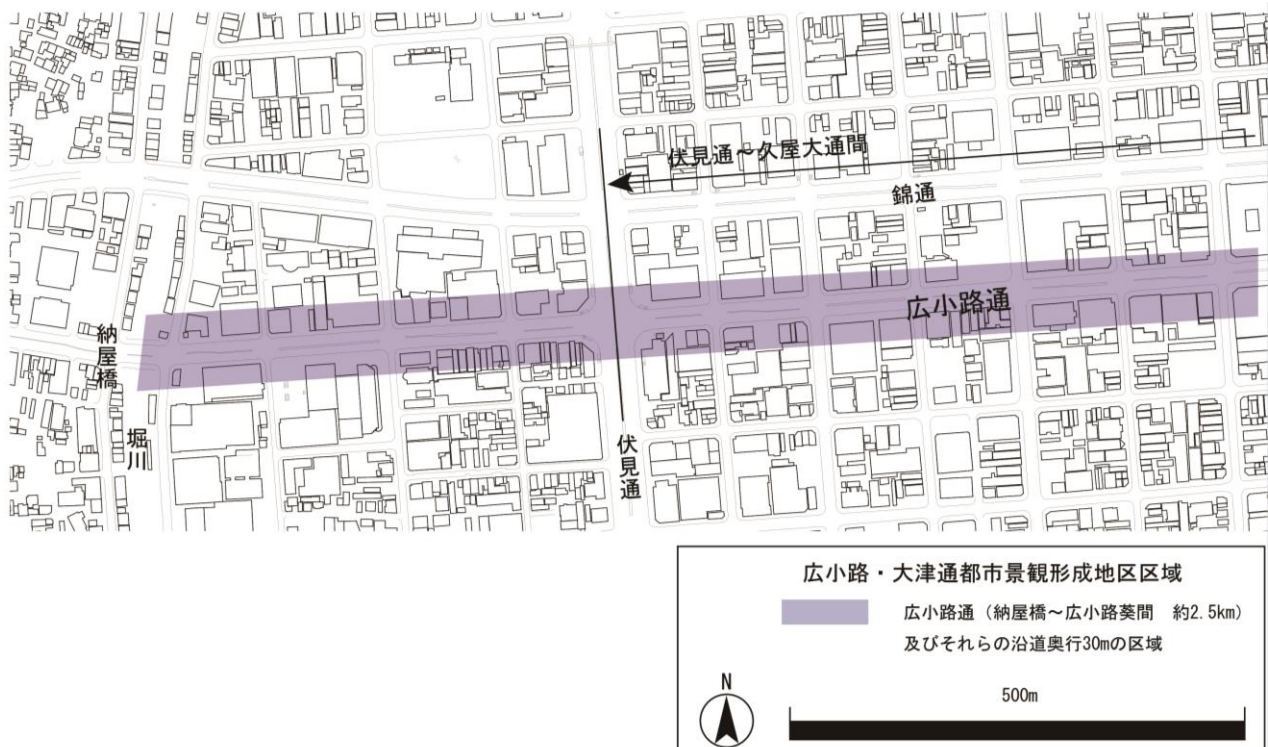 伏見通～久屋大通間
錦通
広小路通
納屋橋
堀川
伏見通
広小路・大津通都市景観形成地区区域
広小路通（納屋橋～広小路葵間　約2.5km）
及びそれらの沿道奥行30mの区域
N
500m